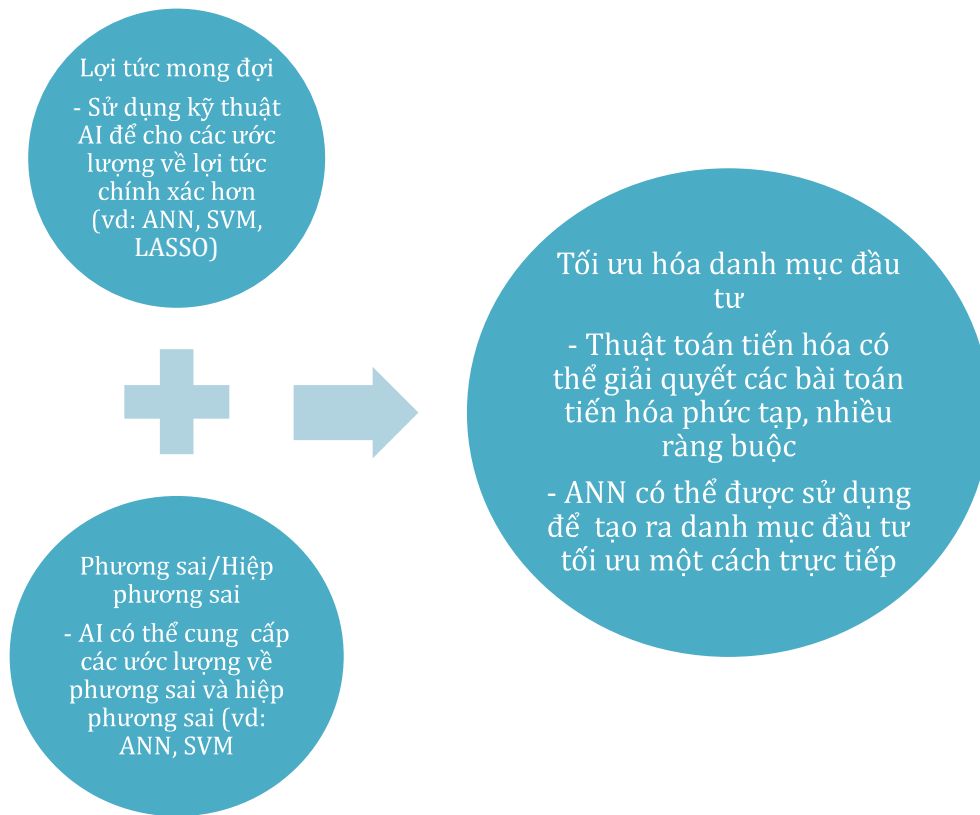 Lợi tức mong đợi
- Sử dụng kỹ thuật
AI để cho các ước
lượng về lợi tức
chính xác hơn
(vd: ANN, SVM,
LASSO)
Phương sai/Hiệp
phương sai
- AI có thể cung cấp
các ước lượng về
phương sai và hiệp
phương sai (vd:
ANN, SVM
Tối ưu hóa danh mục đầu
tư
- Thuật toán tiến hóa có
thể giải quyết các bài toán
tiến hóa phức tạp, nhiều
ràng buộc
- ANN có thể được sử dụng
để tạo ra danh mục đầu tư
tối ưu một cách trực tiếp